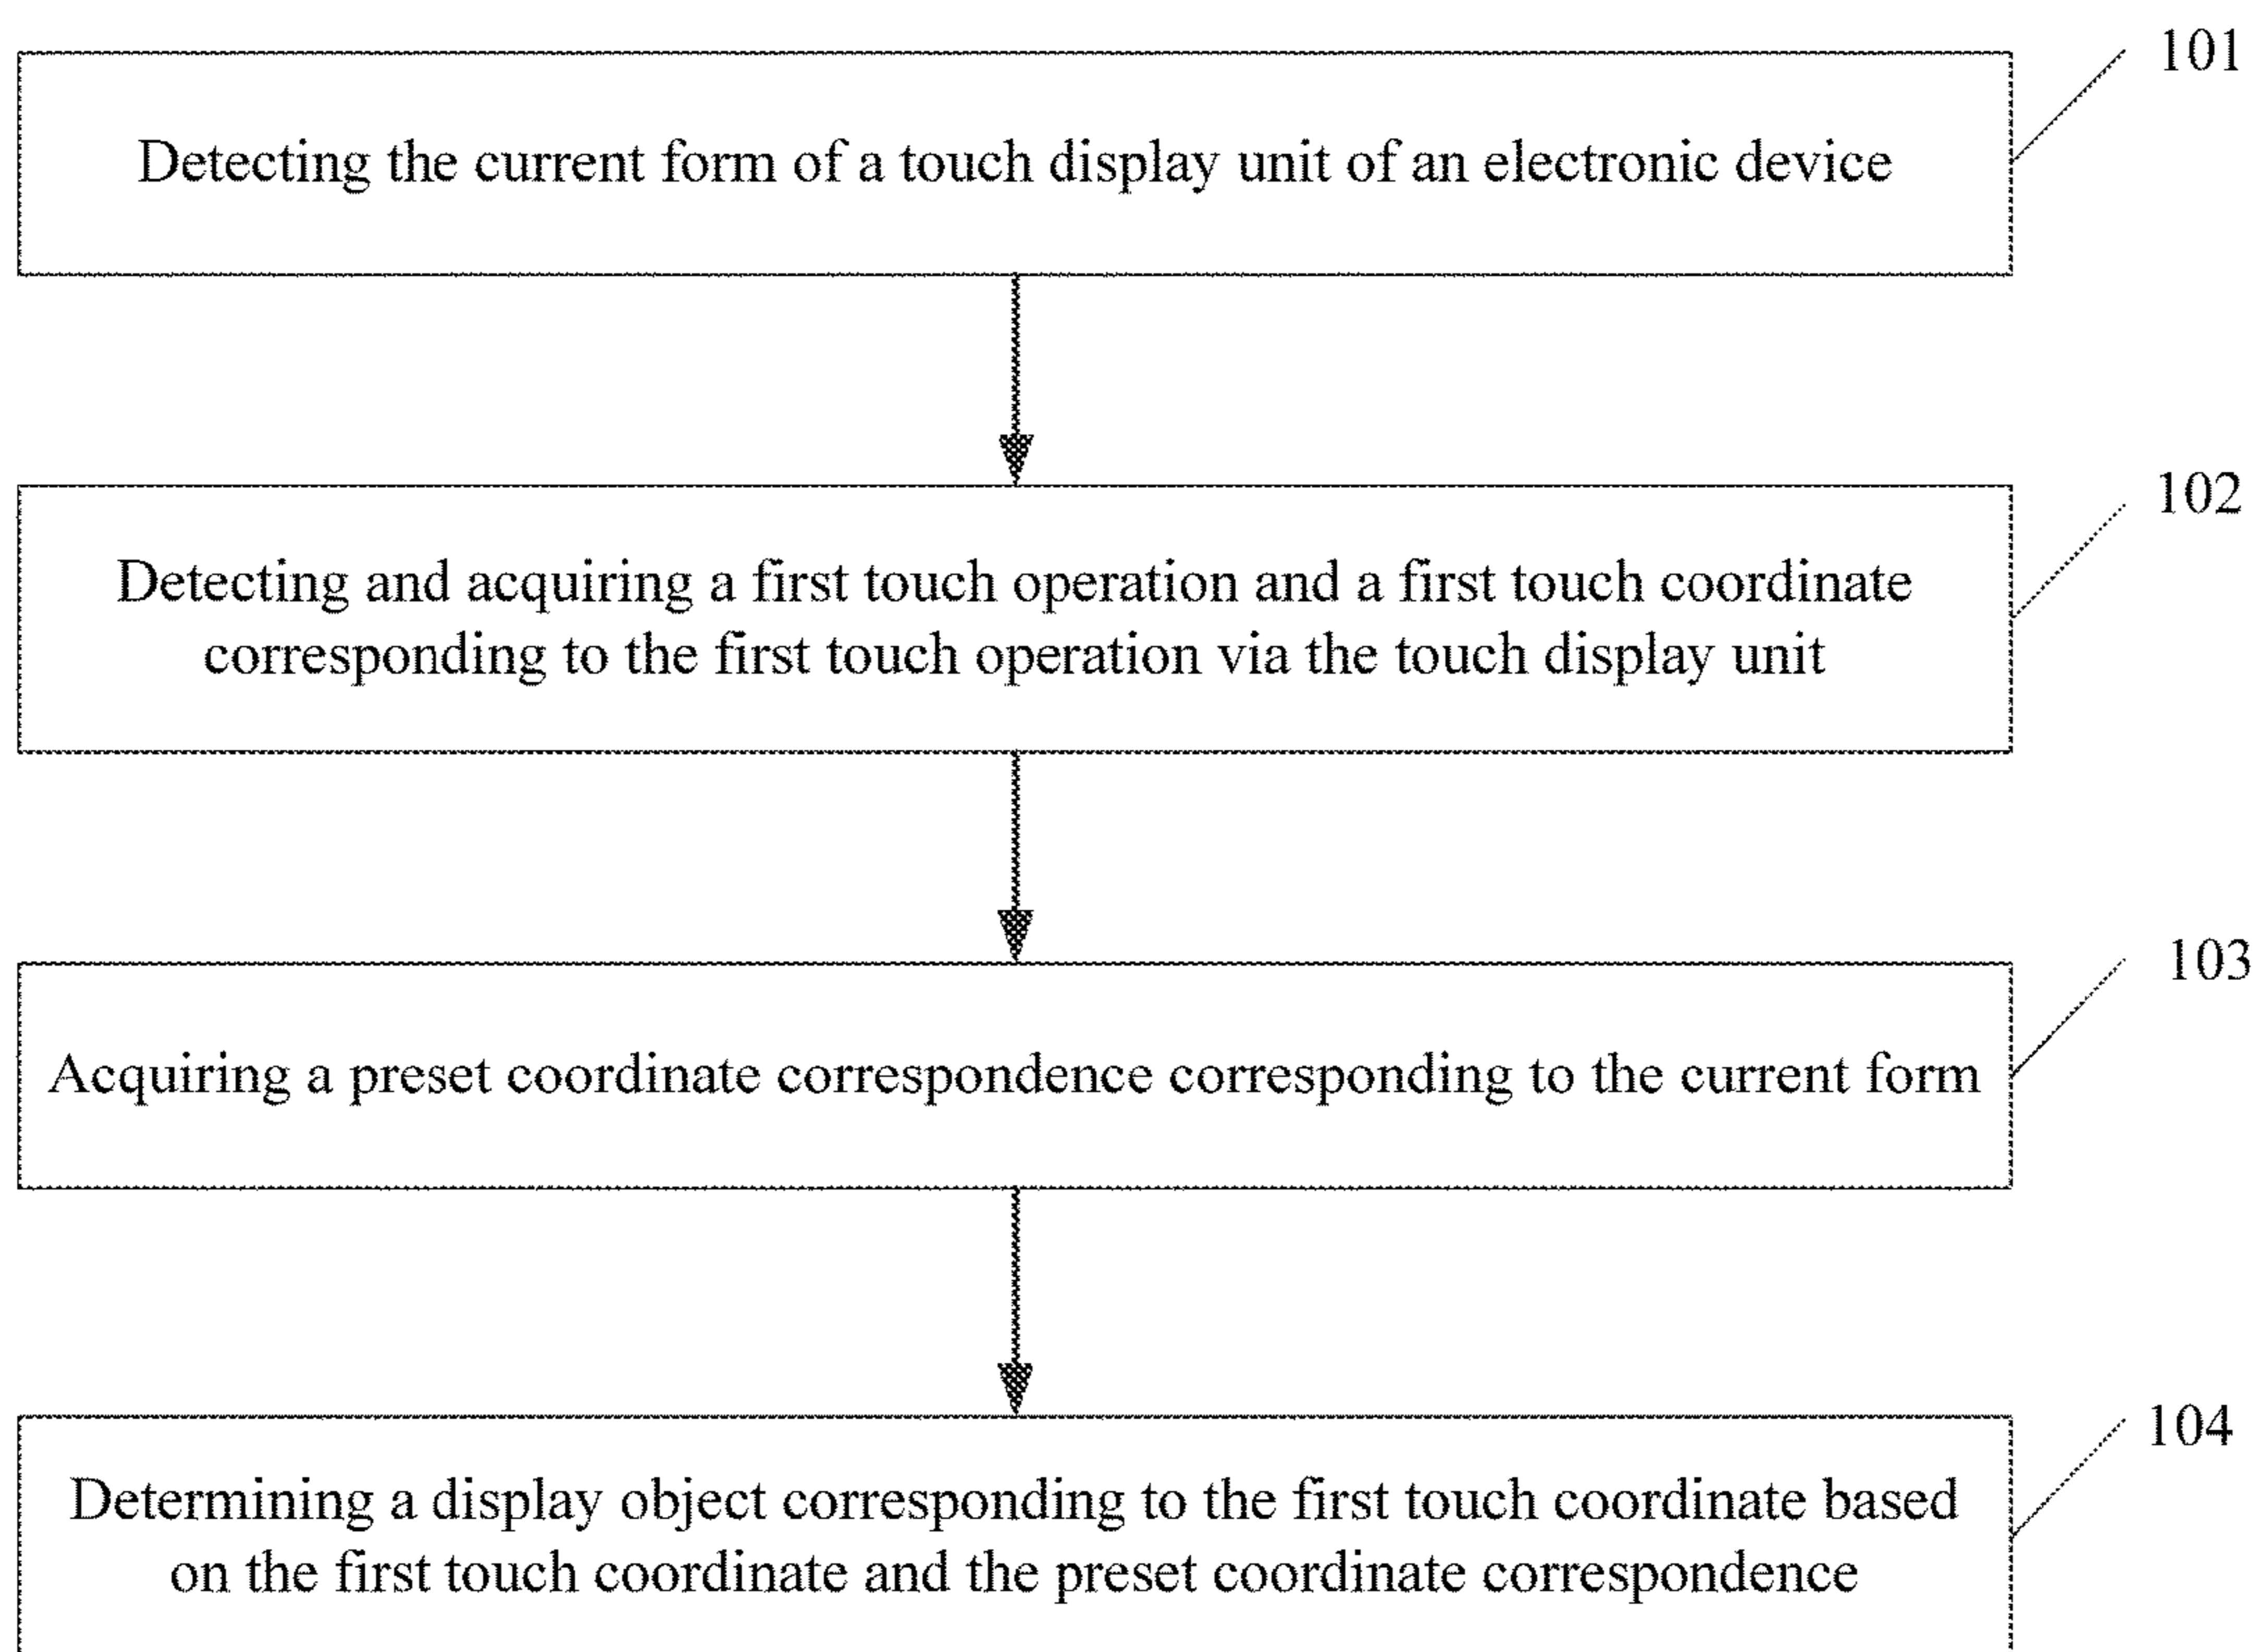 101
Detecting the current form of a touch display unit of an electronic device
102
Detecting and acquiring a first touch operation and a first touch coordinate
corresponding to the first touch operation via the touch display unit
103
Acquiring a preset coordinate correspondence corresponding to the current form
104
Determining a display object corresponding to the first touch coordinate based
on the first touch coordinate and the preset coordinate correspondence